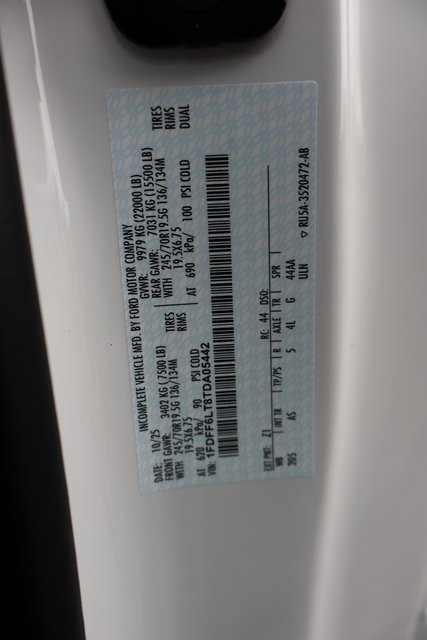 INCOMPLETE VEHICLE MFD. BY FORD MOTOR COMPANY
DATE: 10/25 GVWR: 9979 KG (22000 LB)
FRONT GAWR: 3402 KG (7500 LB) REAR GAWR: 7031 KG (15500 LB)
WITH 245/70R19.5G 136/134M TIRES WITH 245/70R19.5G 136/134M TIRES
19.5X6.75 RIMS 19.5X6.75 RIMS
AT 620 kPa/ 90 PSI COLD AT 690 kPa/ 100 PSI COLD DUAL
VIN: 1FDFF6LT8TDA05442
EXT PNT: Z1 RC: 44 DSO:
WB INT TR TP/PS R AXLE TR SPR
205 AS 5 4L G 44AA
ULN
▽ RU5A-3520472-AB